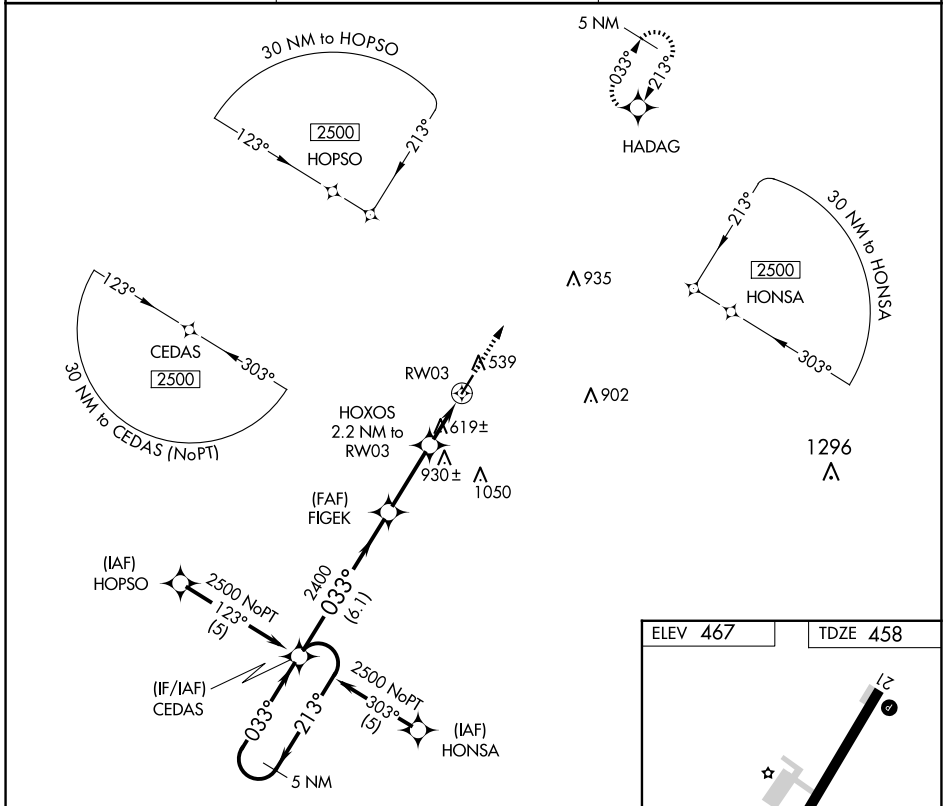 5 NM
033°
213°
HADAG
30 NM to HOPSO
123°
2500
HOPSO
213°
213°
30 NM to HONSA
2500
HONSA
303°
123°
CEDAS
2500
303°
30 NM to CEDAS (NoPT)
935
RW03
539
902
HOXOS
2.2 NM to
RW03
619±
930±
1050
1296
(FAF)
FIGEK
(IAF)
HOPSO
2500 NoPT
123°
(5)
2400
033°
(6.1)
(IF/IAF)
CEDAS
033°
213°
5 NM
2500 NoPT
303°
(5)
(IAF)
HONSA
ELEV 467
TDZE 458
21
P